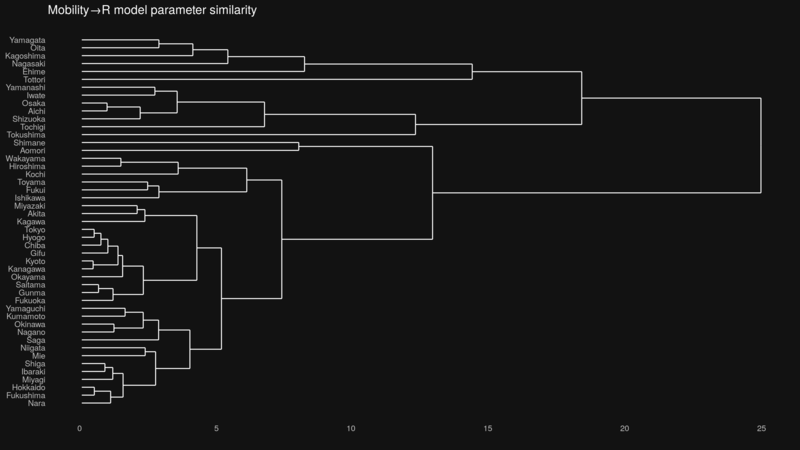 Mobility→R model parameter similarity
Yamagata
Oita
Kagoshima
Nagasaki
Ehime
Tottori
Yamanashi
Iwate
Osaka
Aichi
Shizuoka
Tochigi
Tokushima
Shimane
Aomori
Wakayama
Hiroshima
Kochi
Toyama
Fukui
Ishikawa
Miyazaki
Akita
Kagawa
Tokyo
Hyogo
Chiba
Gifu
Kyoto
Kanagawa
Okayama
Saitama
Gunma
Fukuoka
Yamaguchi
Kumamoto
Okinawa
Nagano
Saga
Niigata
Mie
Shiga
Ibaraki
Miyagi
Hokkaido
Fukushima
Nara
0 5 10 15 20 25